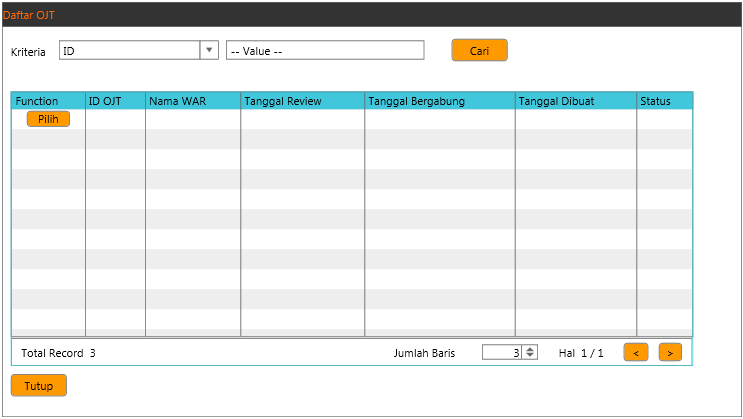 Daftar OJT
Kriteria ID -- Value -- Cari
Function ID OJT Nama WAR Tanggal Review Tanggal Bergabung Tanggal Dibuat Status
Pilih
Total Record 3 Jumlah Baris 3 Hal 1 / 1 < >
Tutup